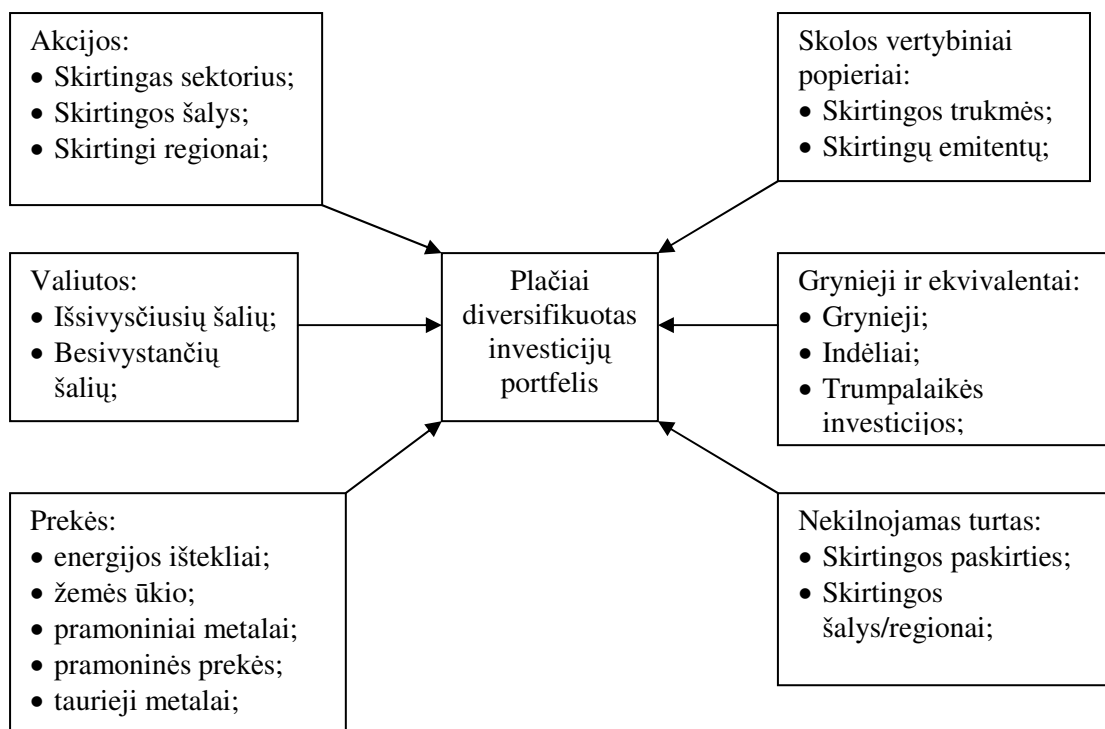 Akcijos:
• Skirtingas sektorius;
• Skirtingos šalys;
• Skirtingi regionai;
Skolos vertybiniai
popieriai:
• Skirtingos trukmės;
• Skirtingų emitentų;
Valiutos:
• Išsivysčiusių šalių;
• Besivystančių
šalių;
Plačiai
diversifikuotas
investicijų
portfelis
Grynieji ir ekvivalentai:
• Grynieji;
• Indėliai;
• Trumpalaikės
investicijos;
Prekės:
• energijos ištekliai;
• žemės ūkio;
• pramoniniai metalai;
• pramoninės prekės;
• taurieji metalai;
Nekilnojamas turtas:
• Skirtingos paskirties;
• Skirtingos
šalys/regionai;